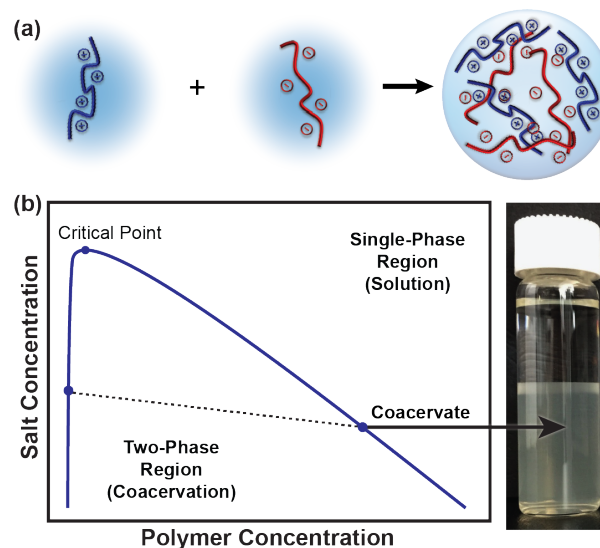 (a)
+
(b)
Critical Point
Single-Phase
Region
(Solution)
Coacervate
Two-Phase
Region
(Coacervation)
Salt Concentration
Polymer Concentration